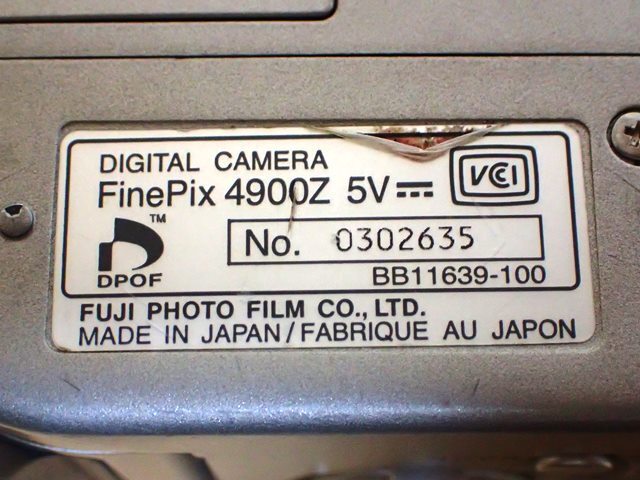 DIGITAL CAMERA
FinePix 4900Z 5V
VCCI
TM
DPOF
No. 0302635
BB11639-100
FUJI PHOTO FILM CO., LTD.
MADE IN JAPAN/FABRIQUE AU JAPON